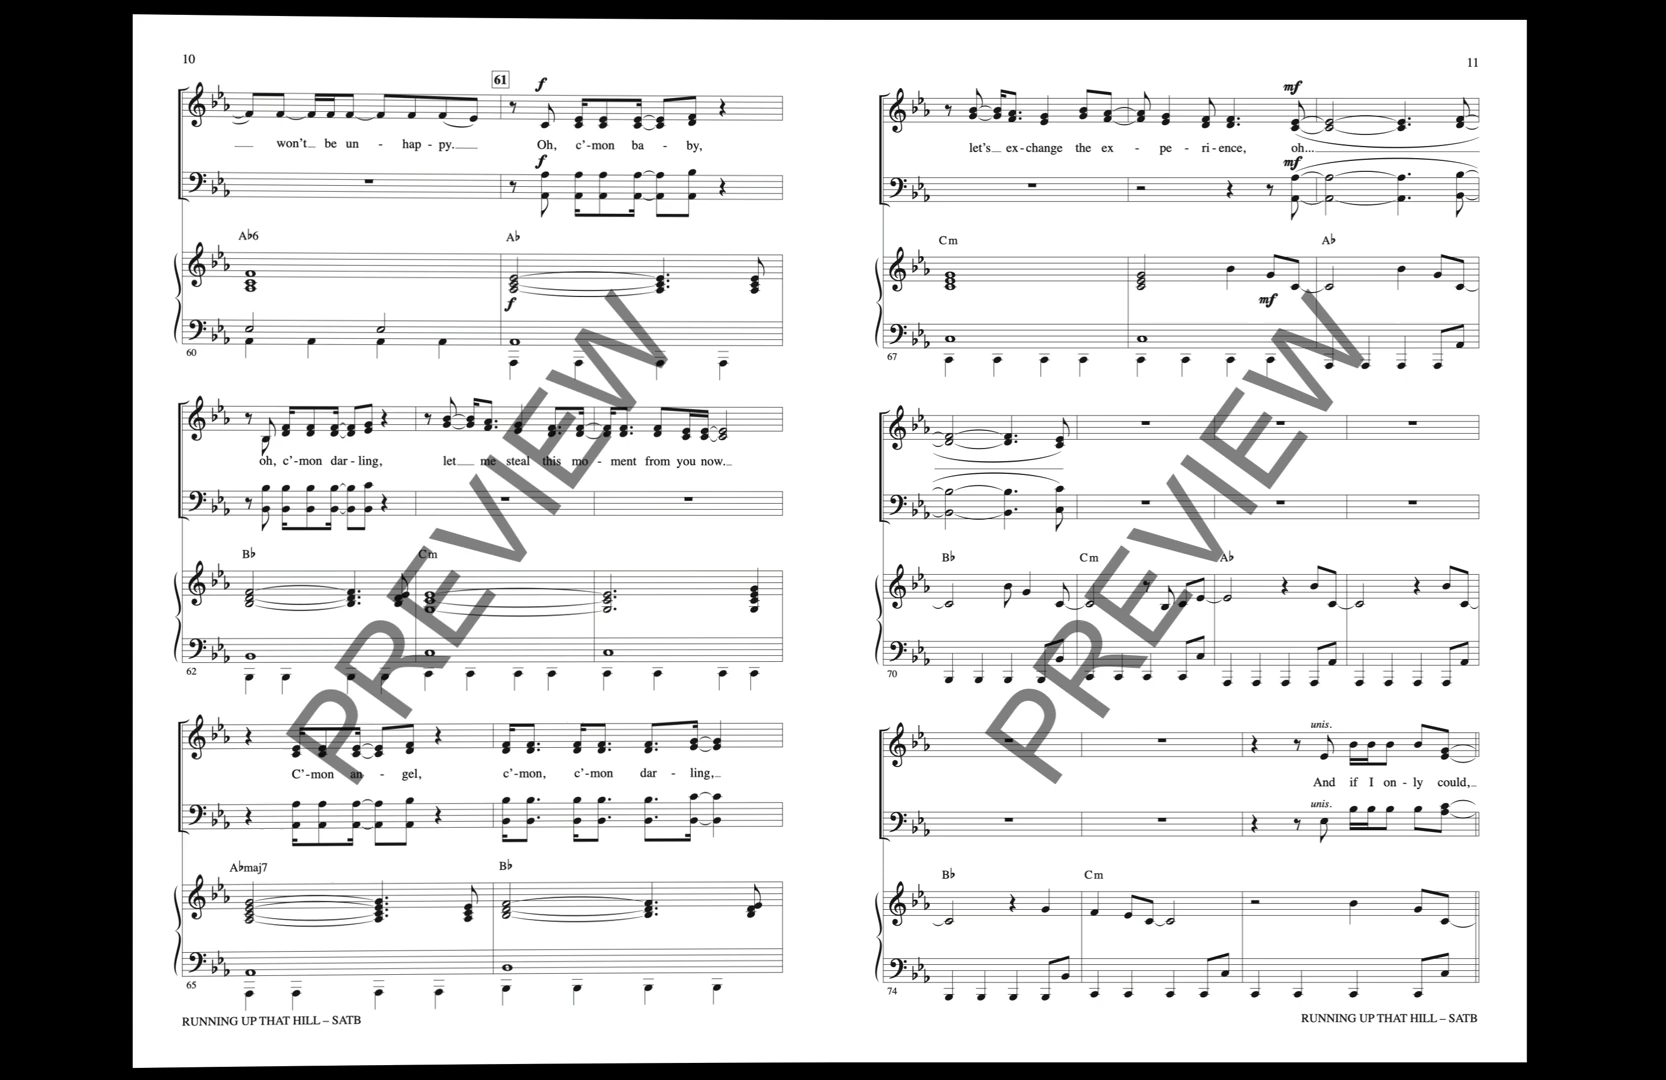 10
61
f
won't be un - hap - py.
Oh, c'-mon ba - by,
f
A♭6 A♭
f
60
oh, c'-mon dar - ling, let me steal this mo - ment from you now.
B♭ Cm
62
C'-mon an - gel, c'-mon, c'-mon dar - ling,
A♭maj7 B♭
65
RUNNING UP THAT HILL – SATB
PREVIEW
11
mf
let's ex - change the ex - pe - ri - ence, oh...
mf
Cm A♭
mf
67
B♭ Cm A♭
70
unis.
And if I on - ly could,
unis.
B♭ Cm
74
RUNNING UP THAT HILL – SATB
PREVIEW